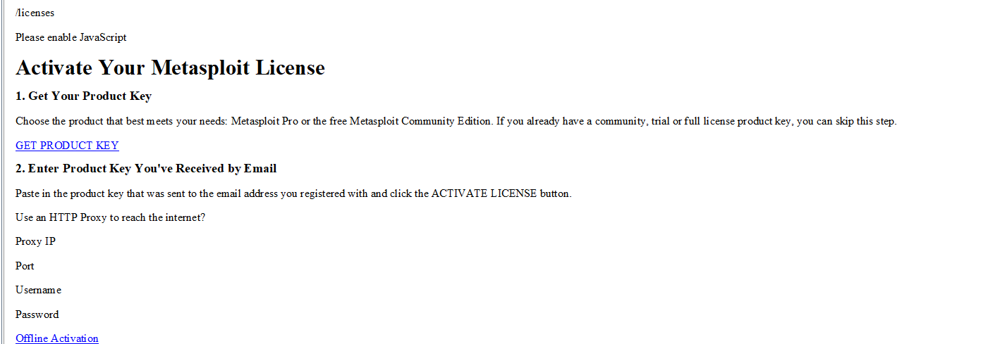 /licenses
Please enable JavaScript
Activate Your Metasploit License
1. Get Your Product Key
Choose the product that best meets your needs: Metasploit Pro or the free Metasploit Community Edition. If you already have a community, trial or full license product key, you can skip this step.
GET PRODUCT KEY
2. Enter Product Key You've Received by Email
Paste in the product key that was sent to the email address you registered with and click the ACTIVATE LICENSE button.
Use an HTTP Proxy to reach the internet?
Proxy IP
Port
Username
Password
Offline Activation